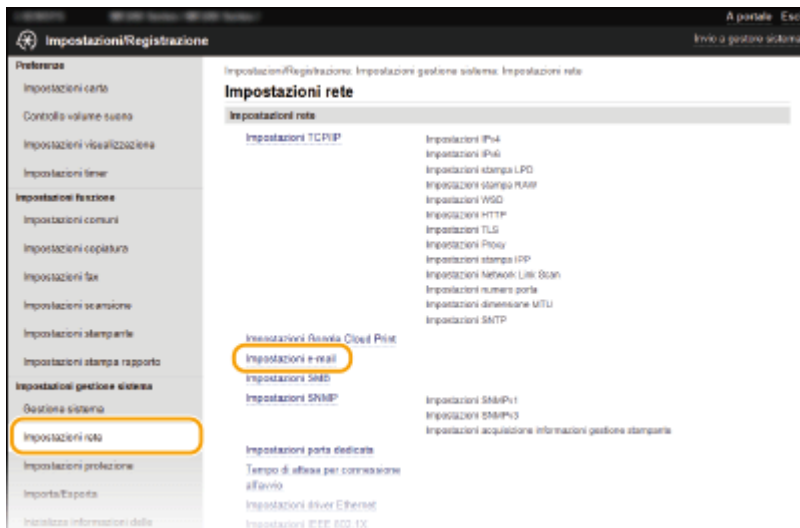 A portale Esc
Impostazioni/Registrazione
Invio a gestore sistema
Preferenze
Impostazioni carta
Controllo volume suono
Impostazioni visualizzazione
Impostazioni timer
Impostazioni funzione
Impostazioni comuni
Impostazioni copiatura
Impostazioni fax
Impostazioni scansione
Impostazioni stampante
Impostazioni stampa rapporto
Impostazioni gestione sistema
Gestione sistema
Impostazioni rete
Impostazioni protezione
Importa/Esporta
Inizializza informazioni delle
Impostazioni/Registrazione: Impostazioni gestione sistema: Impostazioni rete
Impostazioni rete
Impostazioni rete
Impostazioni TCP/IP
Impostazioni IPv4
Impostazioni IPv6
Impostazioni stampa LPD
Impostazioni stampa RAW
Impostazioni WSD
Impostazioni HTTP
Impostazioni TLS
Impostazioni Proxy
Impostazioni stampa IPP
Impostazioni Network Link Scan
Impostazioni numero porta
Impostazioni dimensione MTU
Impostazioni SNTP
Impostazioni Google Cloud Print
Impostazioni e-mail
Impostazioni SMB
Impostazioni SNMP
Impostazioni SNMPv1
Impostazioni SNMPv3
Impostazioni acquisizione informazioni gestione stampante
Impostazioni porta dedicata
Tempo di attesa per connessione
all'avvio
Impostazioni driver Ethernet
Impostazioni IEEE 802.1X